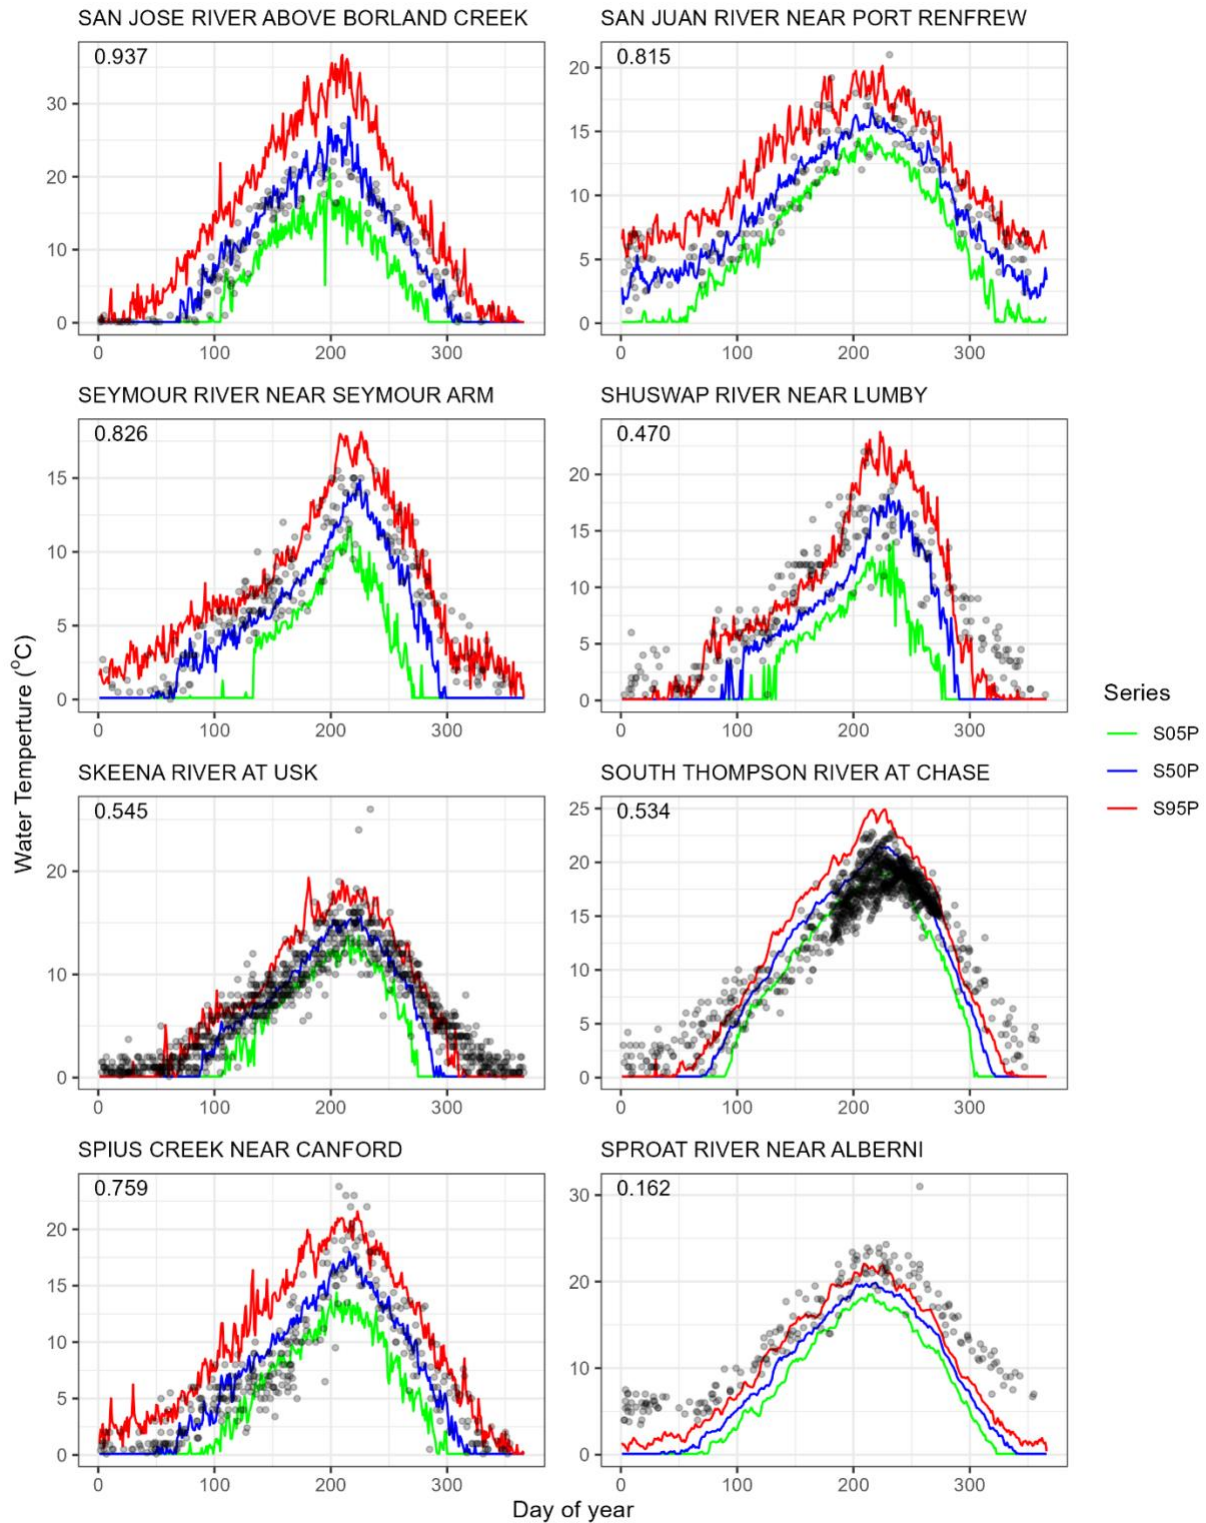 SAN JOSE RIVER ABOVE BORLAND CREEK
0.937
30
20
10
0
0 100 200 300
SAN JUAN RIVER NEAR PORT RENFREW
0.815
20
15
10
5
0
0 100 200 300
SEYMOUR RIVER NEAR SEYMOUR ARM
0.826
15
10
5
0
0 100 200 300
SHUSWAP RIVER NEAR LUMBY
0.470
20
15
10
5
0
0 100 200 300
SKEENA RIVER AT USK
0.545
20
10
0
0 100 200 300
SOUTH THOMPSON RIVER AT CHASE
0.534
25
20
15
10
5
0
0 100 200 300
SPIUS CREEK NEAR CANFORD
0.759
20
15
10
5
0
0 100 200 300
SPROAT RIVER NEAR ALBERNI
0.162
30
20
10
0
0 100 200 300
Water Temperture (°C)
Day of year
Series
S05P
S50P
S95P